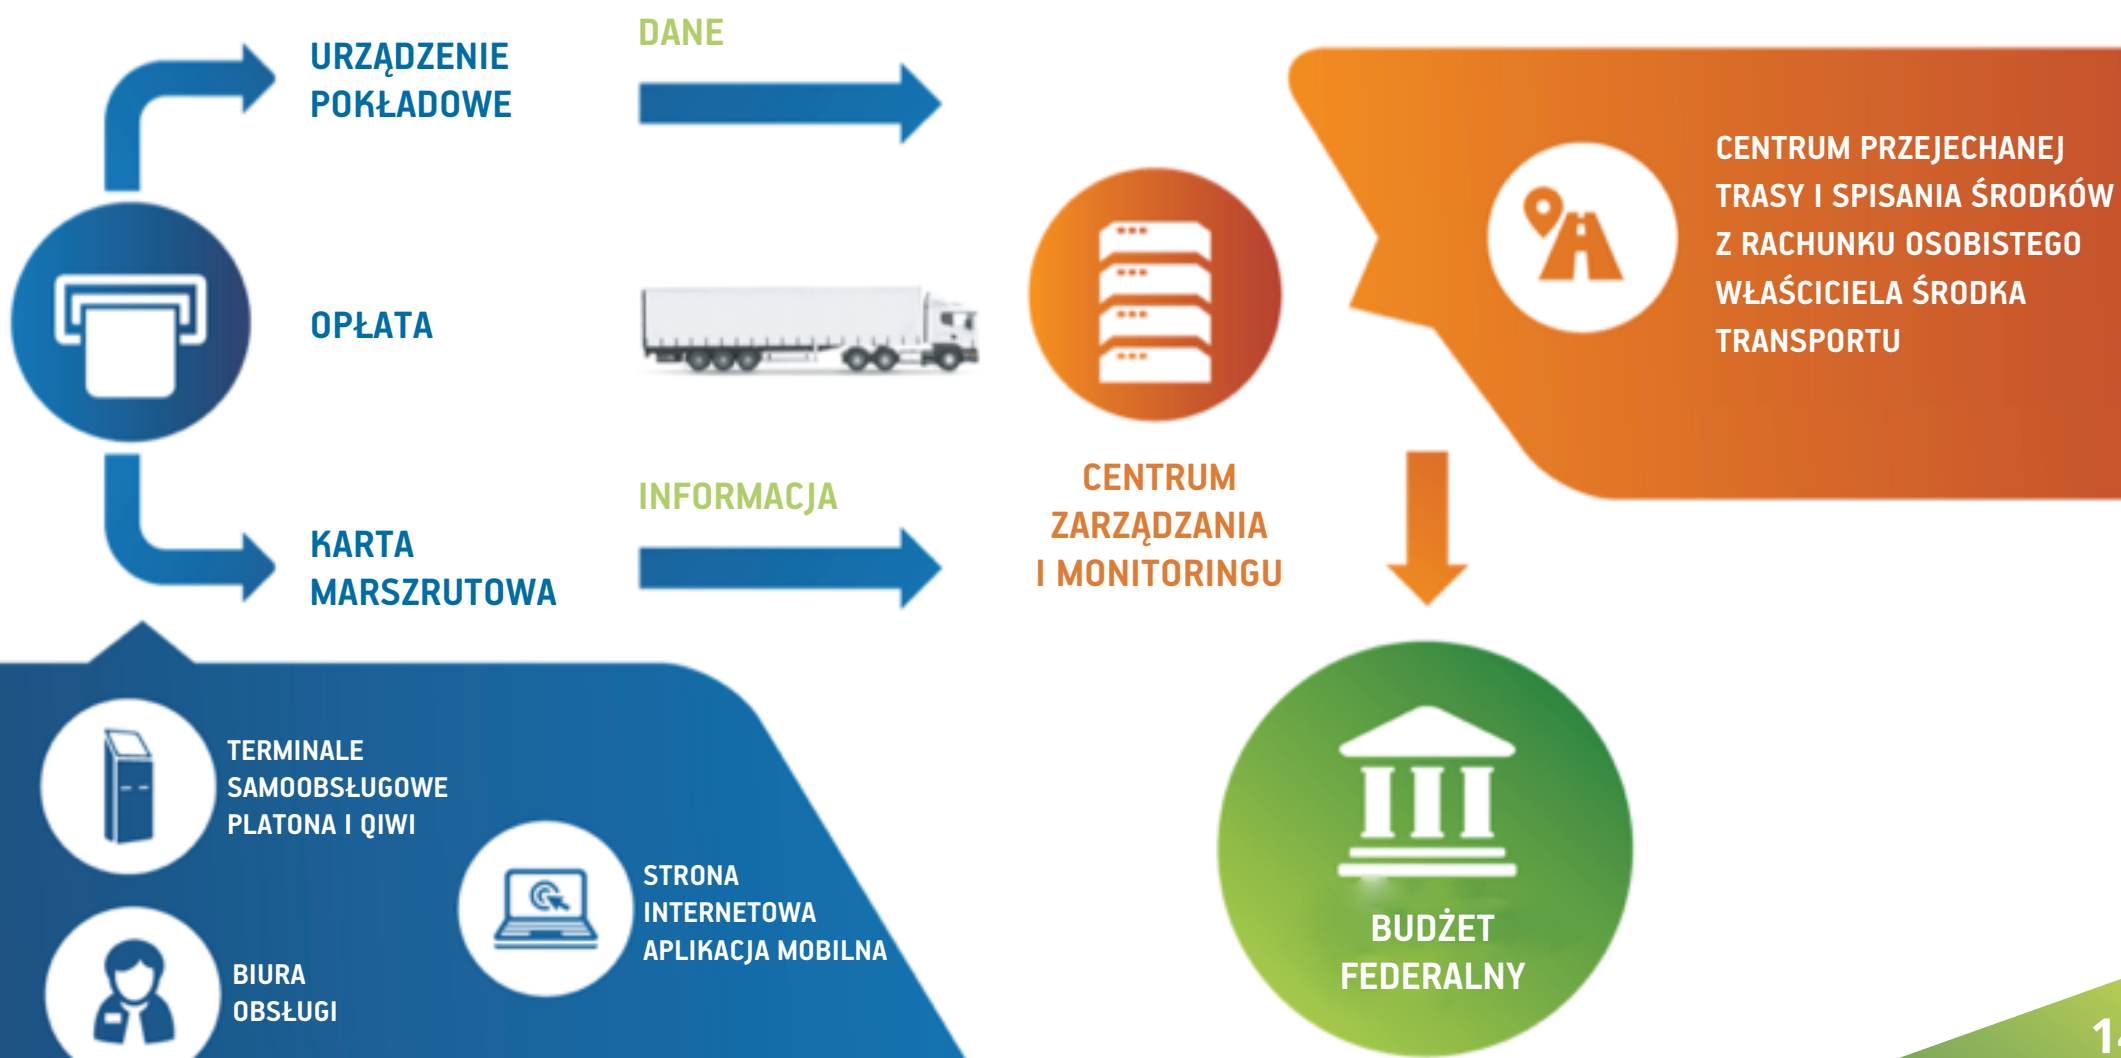 DANE
URZĄDZENIE
POKŁADOWE
OPŁATA
INFORMACJA
KARTA
MARSZRUTOWA
CENTRUM
ZARZĄDZANIA
I MONITORINGU
CENTRUM PRZEJECHANEJ
TRASY I SPISANIA ŚRODKÓW
Z RACHUNKU OSOBISTEGO
WŁAŚCICIELA ŚRODKA
TRANSPORTU
TERMINALE
SAMOOBSŁUGOWE
PLATONA I QIWI
STRONA
INTERNETOWA
APLIKACJA MOBILNA
BIURA
OBSŁUGI
BUDŻET
FEDERALNY